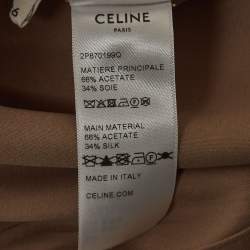 CELINE
PARIS
2P870199Q
MATIERE PRINCIPALE
66% ACETATE
34% SOIE
MAIN MATERIAL
66% ACETATE
34% SILK
MADE IN ITALY
CELINE.COM